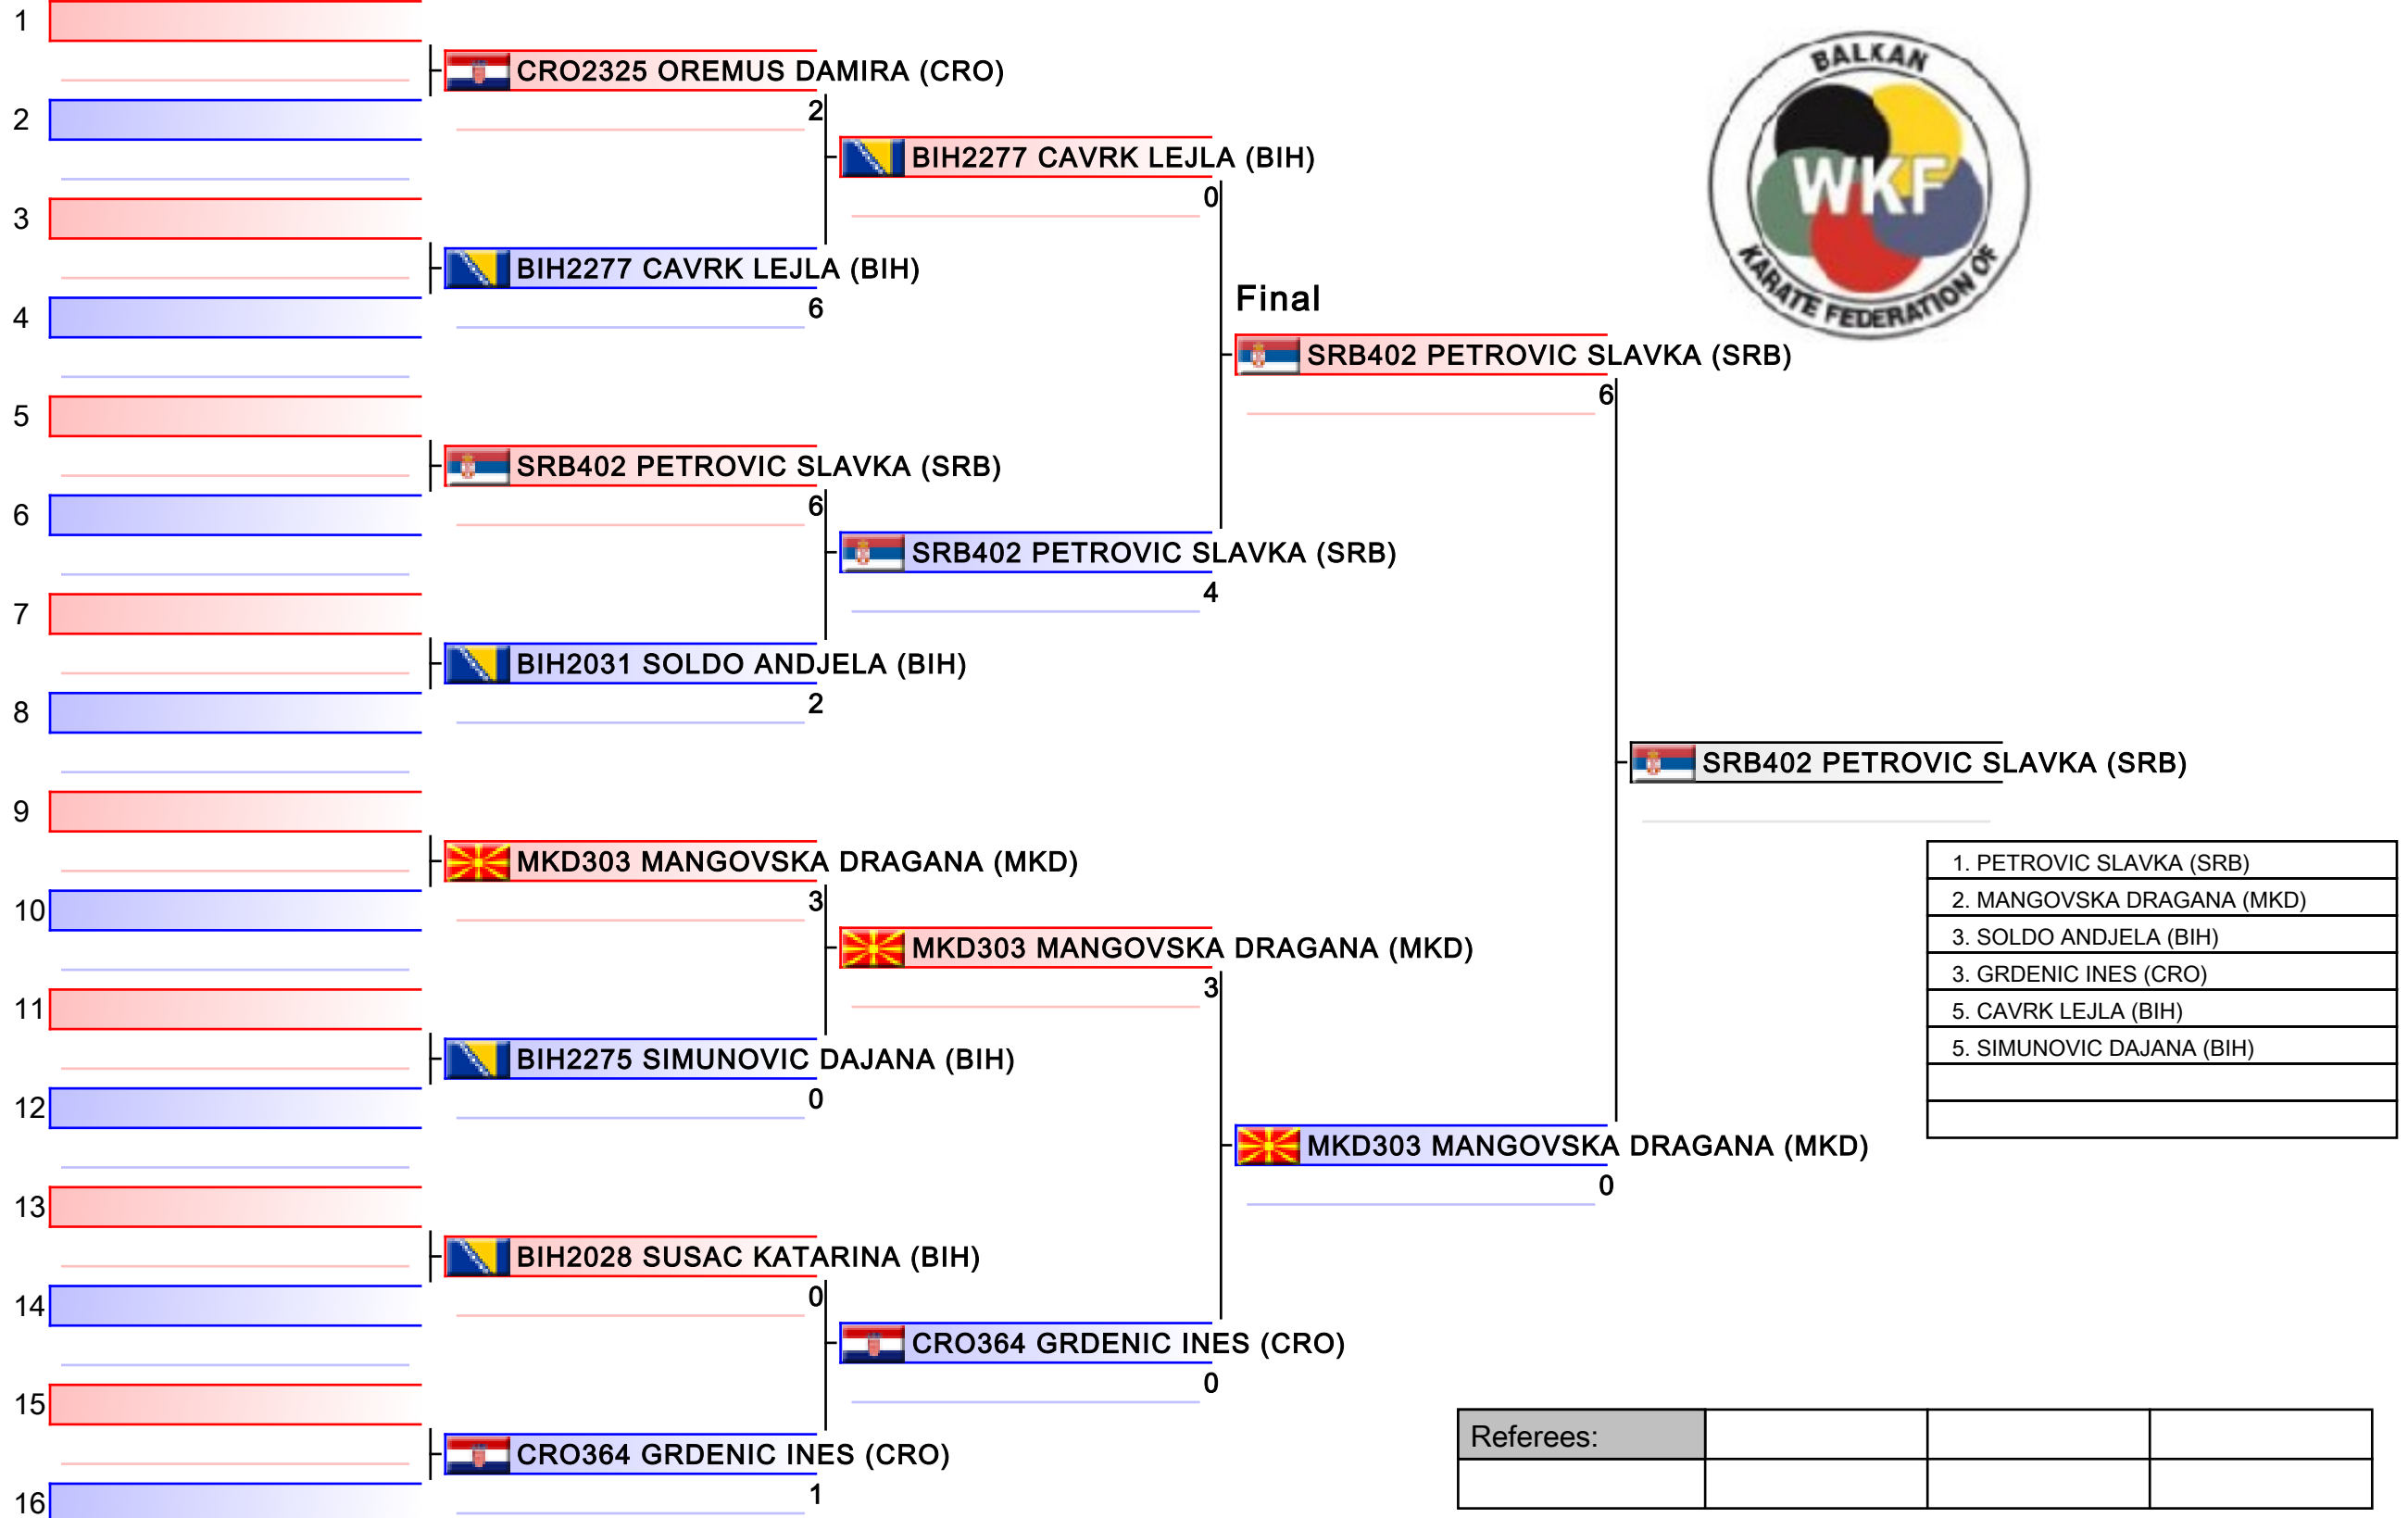 1
CRO2325 OREMUS DAMIRA (CRO)
2
2
BIH2277 CAVRK LEJLA (BIH)
0
3
BIH2277 CAVRK LEJLA (BIH)
6
4
Final
SRB402 PETROVIC SLAVKA (SRB)
6
5
SRB402 PETROVIC SLAVKA (SRB)
6
6
SRB402 PETROVIC SLAVKA (SRB)
4
7
BIH2031 SOLDO ANDJELA (BIH)
2
8
SRB402 PETROVIC SLAVKA (SRB)
9
MKD303 MANGOVSKA DRAGANA (MKD)
3
10
MKD303 MANGOVSKA DRAGANA (MKD)
3
11
BIH2275 SIMUNOVIC DAJANA (BIH)
0
12
MKD303 MANGOVSKA DRAGANA (MKD)
0
13
BIH2028 SUSAC KATARINA (BIH)
0
14
CRO364 GRDENIC INES (CRO)
0
15
CRO364 GRDENIC INES (CRO)
1
16
BALKAN
WKF
KARATE FEDERATION OF
1. PETROVIC SLAVKA (SRB)
2. MANGOVSKA DRAGANA (MKD)
3. SOLDO ANDJELA (BIH)
3. GRDENIC INES (CRO)
5. CAVRK LEJLA (BIH)
5. SIMUNOVIC DAJANA (BIH)
Referees: